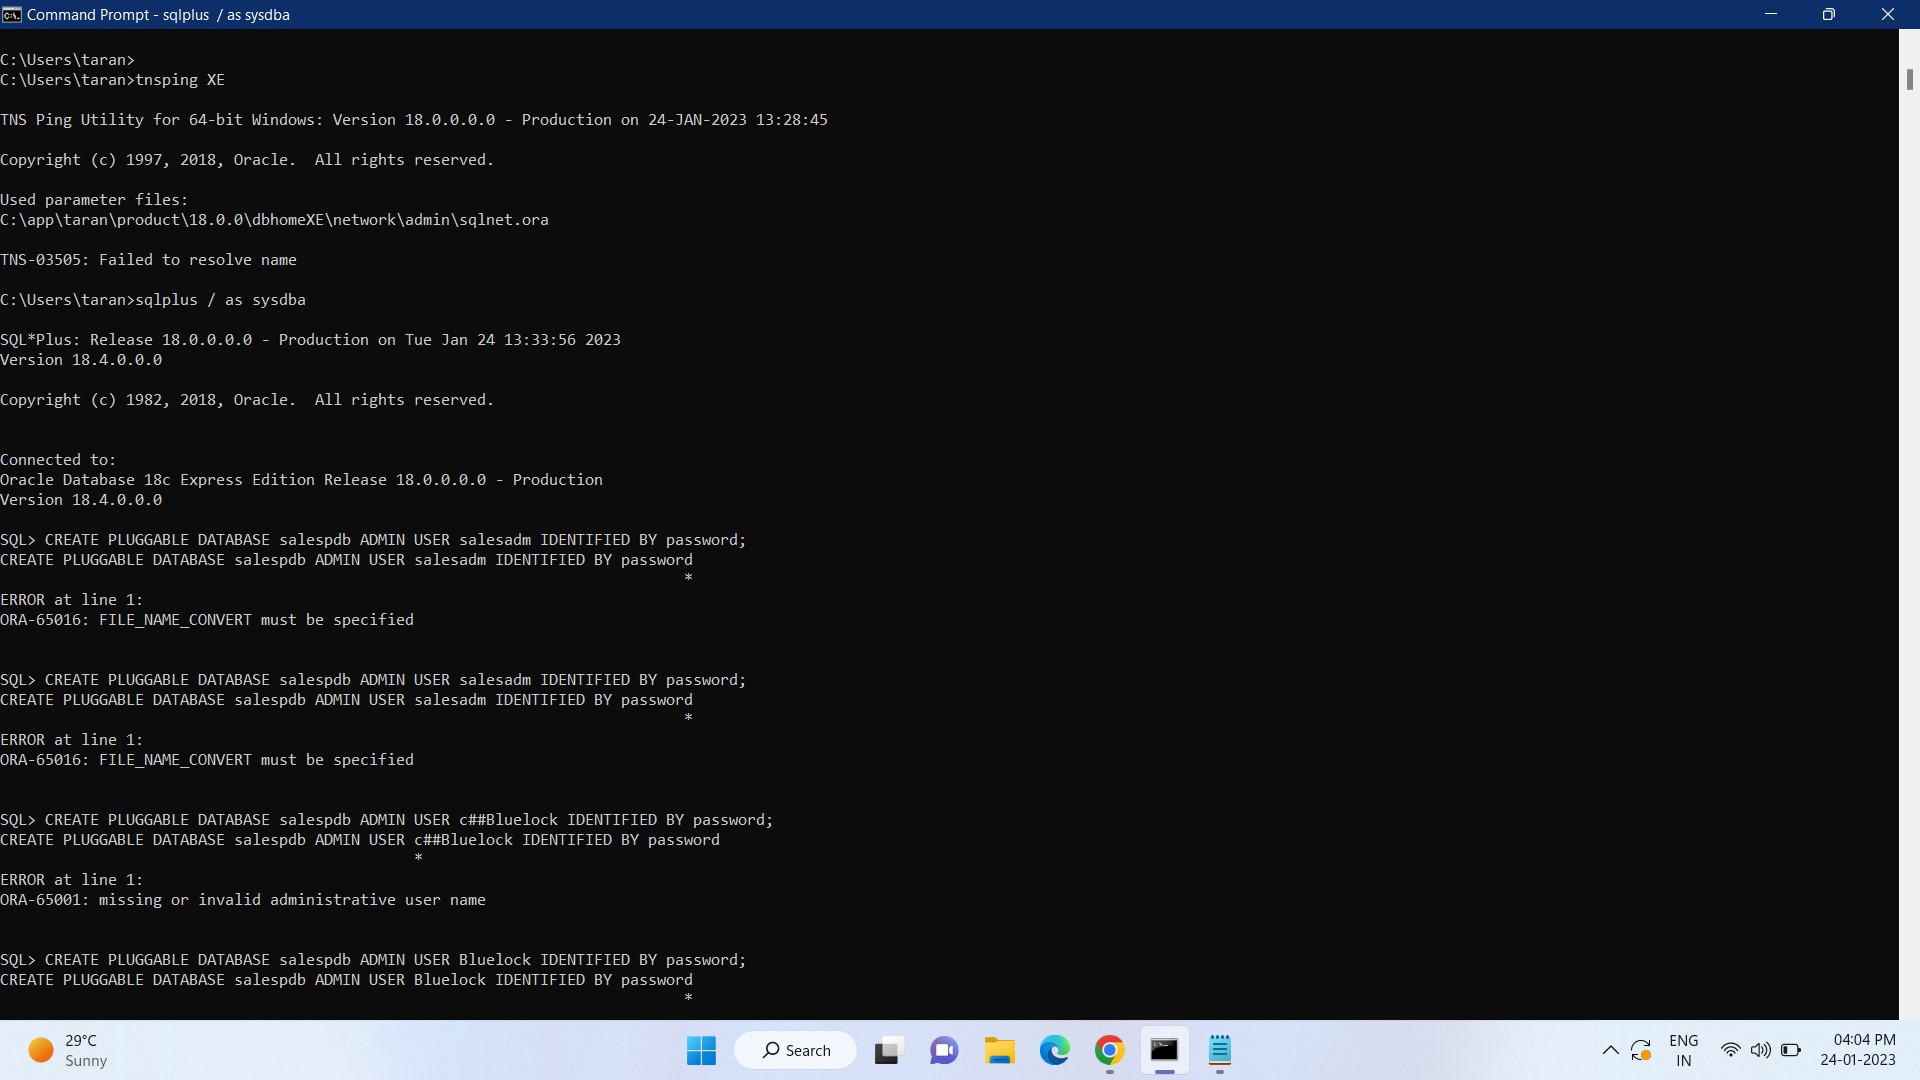 Command Prompt - sqlplus  / as sysdba
C:\Users\taran>
C:\Users\taran>tnsping XE
TNS Ping Utility for 64-bit Windows: Version 18.0.0.0.0 - Production on 24-JAN-2023 13:28:45
Copyright (c) 1997, 2018, Oracle.  All rights reserved.
Used parameter files:
C:\app\taran\product\18.0.0\dbhomeXE\network\admin\sqlnet.ora
TNS-03505: Failed to resolve name
C:\Users\taran>sqlplus / as sysdba
SQL*Plus: Release 18.0.0.0.0 - Production on Tue Jan 24 13:33:56 2023
Version 18.4.0.0.0
Copyright (c) 1982, 2018, Oracle.  All rights reserved.
Connected to:
Oracle Database 18c Express Edition Release 18.0.0.0.0 - Production
Version 18.4.0.0.0
SQL> CREATE PLUGGABLE DATABASE salespdb ADMIN USER salesadm IDENTIFIED BY password;
CREATE PLUGGABLE DATABASE salespdb ADMIN USER salesadm IDENTIFIED BY password
*
ERROR at line 1:
ORA-65016: FILE_NAME_CONVERT must be specified
SQL> CREATE PLUGGABLE DATABASE salespdb ADMIN USER salesadm IDENTIFIED BY password;
CREATE PLUGGABLE DATABASE salespdb ADMIN USER salesadm IDENTIFIED BY password
*
ERROR at line 1:
ORA-65016: FILE_NAME_CONVERT must be specified
SQL> CREATE PLUGGABLE DATABASE salespdb ADMIN USER c##Bluelock IDENTIFIED BY password;
CREATE PLUGGABLE DATABASE salespdb ADMIN USER c##Bluelock IDENTIFIED BY password
*
ERROR at line 1:
ORA-65001: missing or invalid administrative user name
SQL> CREATE PLUGGABLE DATABASE salespdb ADMIN USER Bluelock IDENTIFIED BY password;
CREATE PLUGGABLE DATABASE salespdb ADMIN USER Bluelock IDENTIFIED BY password
*
29°C
Sunny
Search
ENG
IN
04:04 PM
24-01-2023